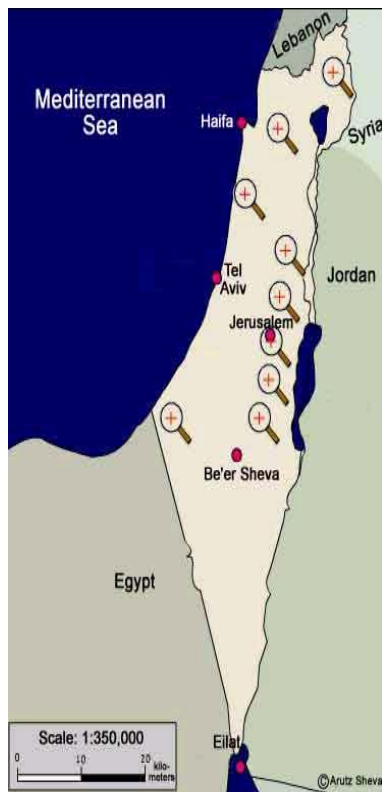 Lebanon
Mediterranean
Sea
Haifa
Syria
Tel
Aviv
Jordan
Jerusalem
Be'er Sheva
Egypt
Scale: 1:350,000
0 10 20
kilo-
meters
Eilat
© Arutz Sheva